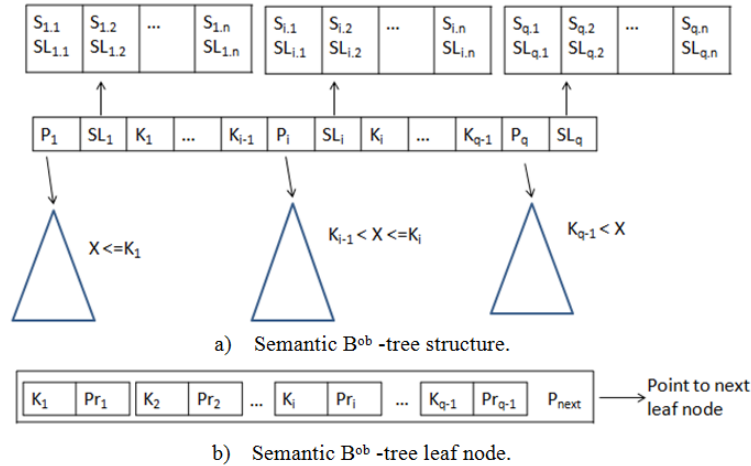 S1.1 S1.2 ... S1.n
SL1.1 SL1.2 SL1.n
Si.1 Si.2 ... Si.n
SLi.1 SLi.2 SLi.n
Sq.1 Sq.2 ... Sq.n
SLq.1 SLq.2 SLq.n
P1 SL1 K1 ... Ki-1 Pi SLi Ki ... Kq-1 Pq SLq
X <=K1
Ki-1 < X <=Ki
Kq-1 < X
a) Semantic Bob -tree structure.
K1 Pr1 K2 Pr2 ... Ki Pri ... Kq-1 Prq-1 Pnext
Point to next
leaf node
b) Semantic Bob -tree leaf node.